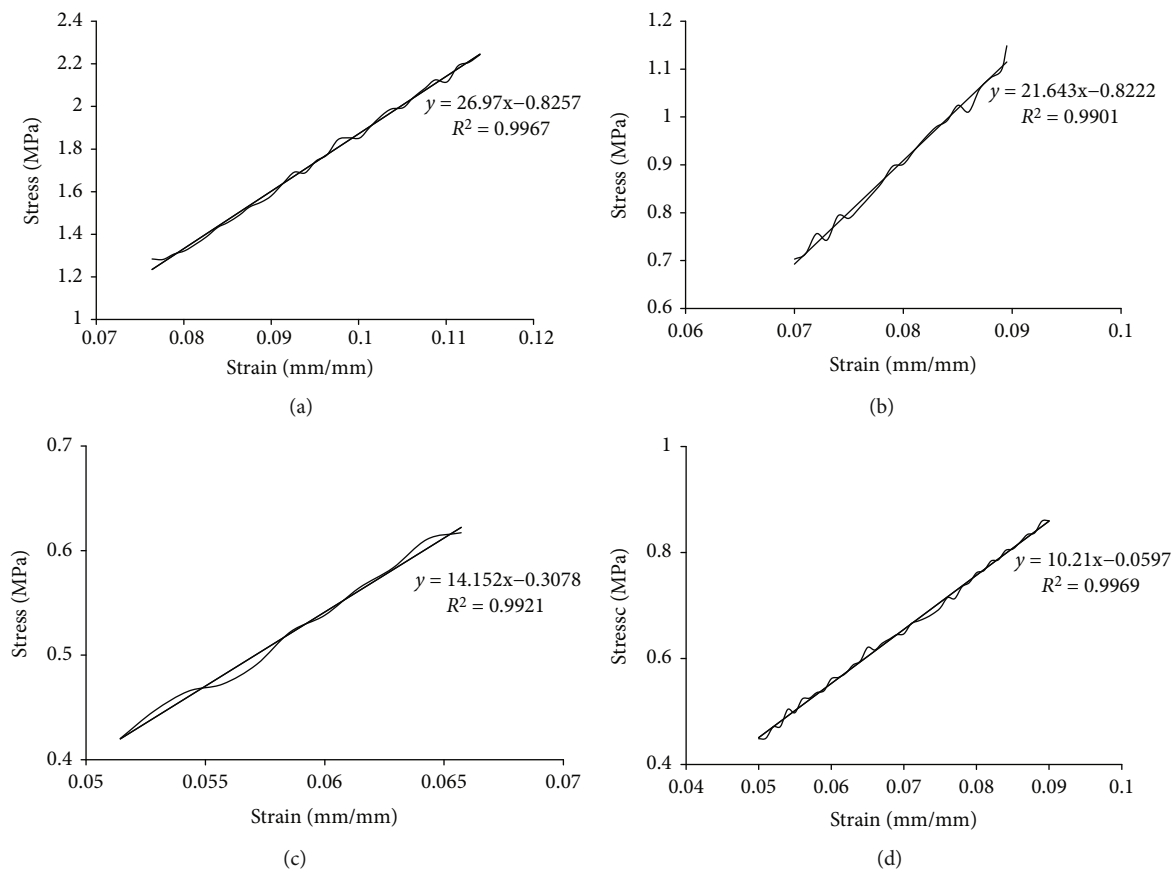 2.4
2.2
2
1.8
1.6
1.4
1.2
1
Stress (MPa)
y = 26.97x−0.8257
R² = 0.9967
0.07 0.08 0.09 0.1 0.11 0.12
Strain (mm/mm)
(a)
1.2
1.1
1
0.9
0.8
0.7
0.6
Stress (MPa)
y = 21.643x−0.8222
R² = 0.9901
0.06 0.07 0.08 0.09 0.1
Strain (mm/mm)
(b)
0.7
0.6
0.5
0.4
Stress (MPa)
y = 14.152x−0.3078
R² = 0.9921
0.05 0.055 0.06 0.065 0.07
Strain (mm/mm)
(c)
1
0.8
0.6
0.4
Stressc (MPa)
y = 10.21x−0.0597
R² = 0.9969
0.04 0.05 0.06 0.07 0.08 0.09 0.1
Strain (mm/mm)
(d)